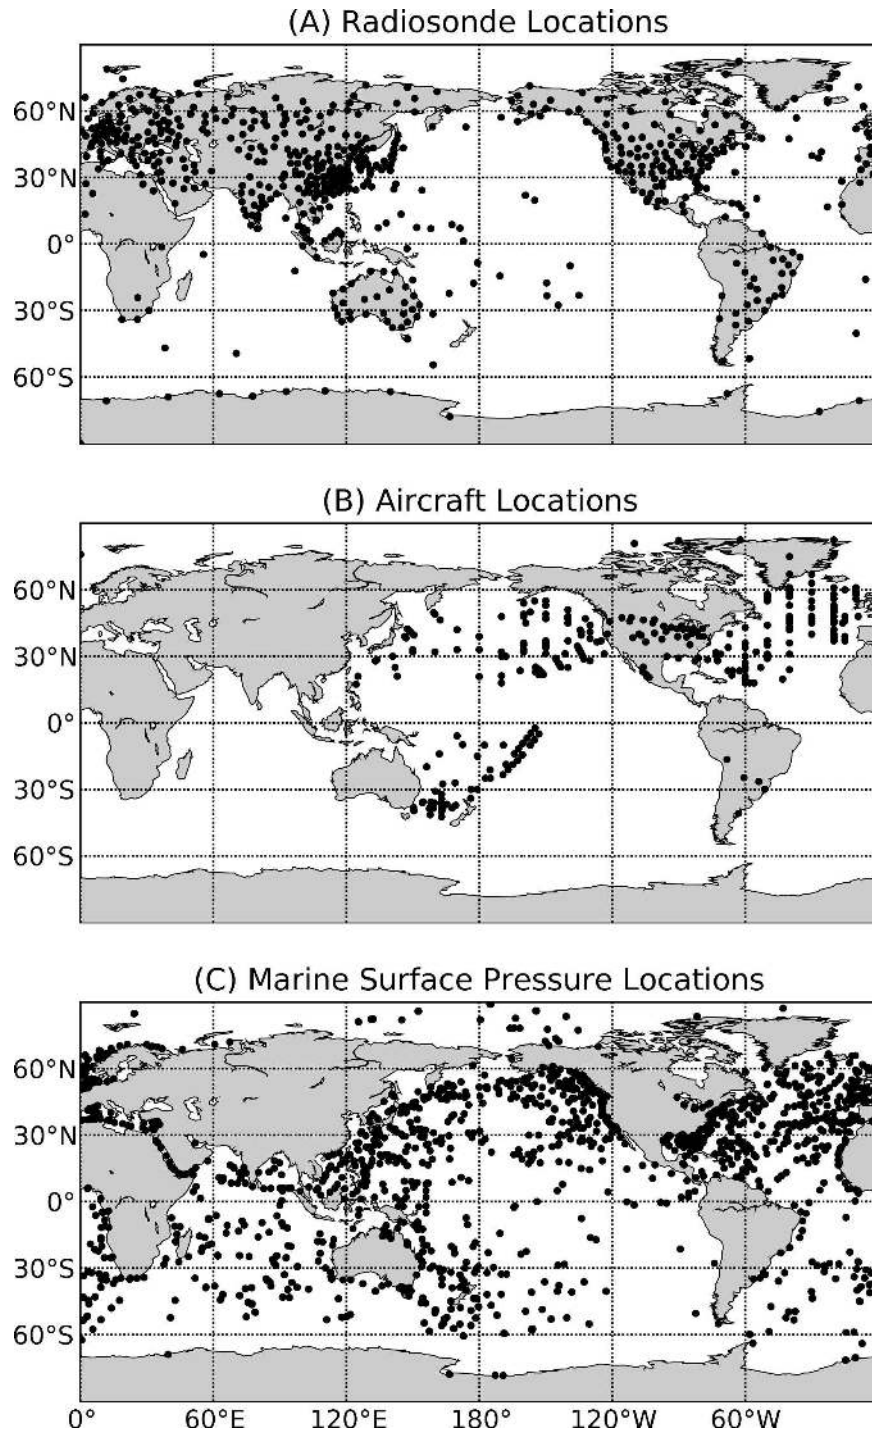 (A) Radiosonde Locations
60°N
30°N
0°
30°S
60°S
(B) Aircraft Locations
60°N
30°N
0°
30°S
60°S
(C) Marine Surface Pressure Locations
60°N
30°N
0°
30°S
60°S
0° 60°E 120°E 180° 120°W 60°W